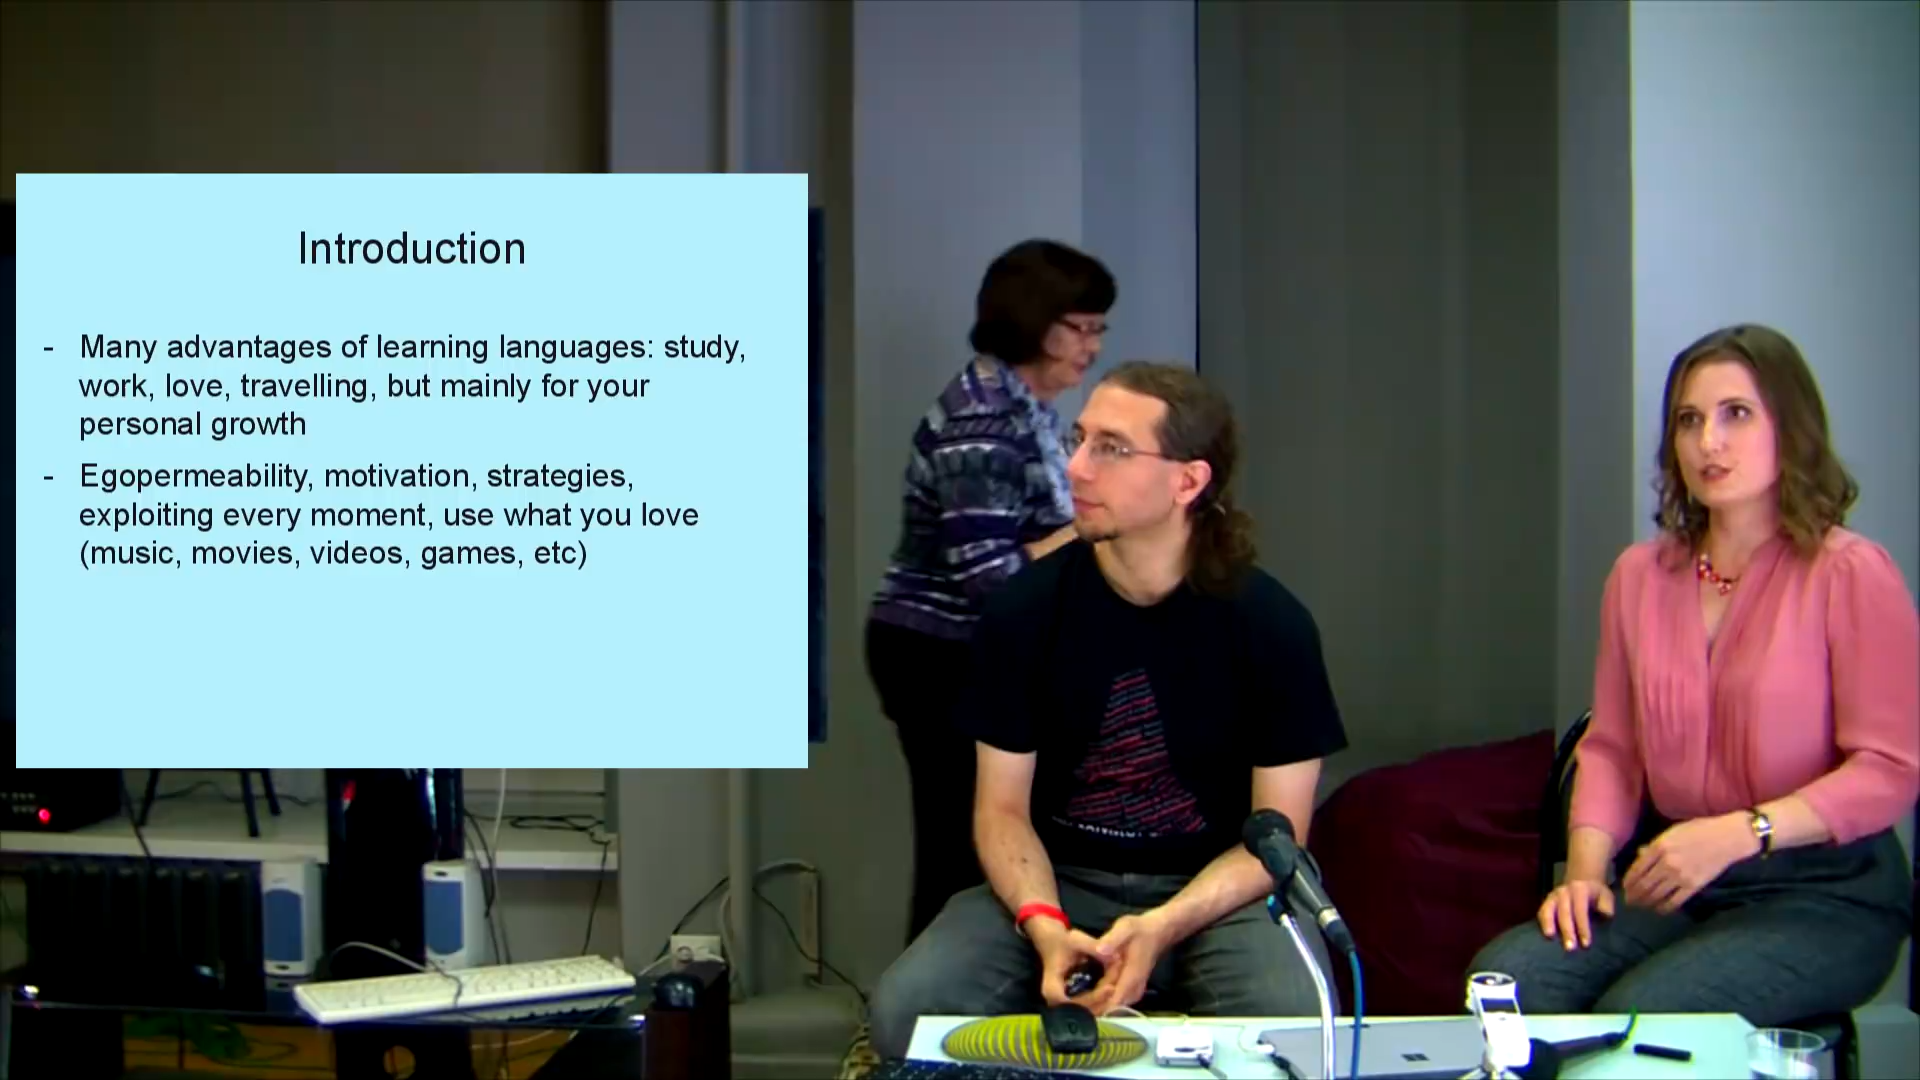 Introduction
- Many advantages of learning languages: study,
work, love, travelling, but mainly for your
personal growth
- Egopermeability, motivation, strategies,
exploiting every moment, use what you love
(music, movies, videos, games, etc)